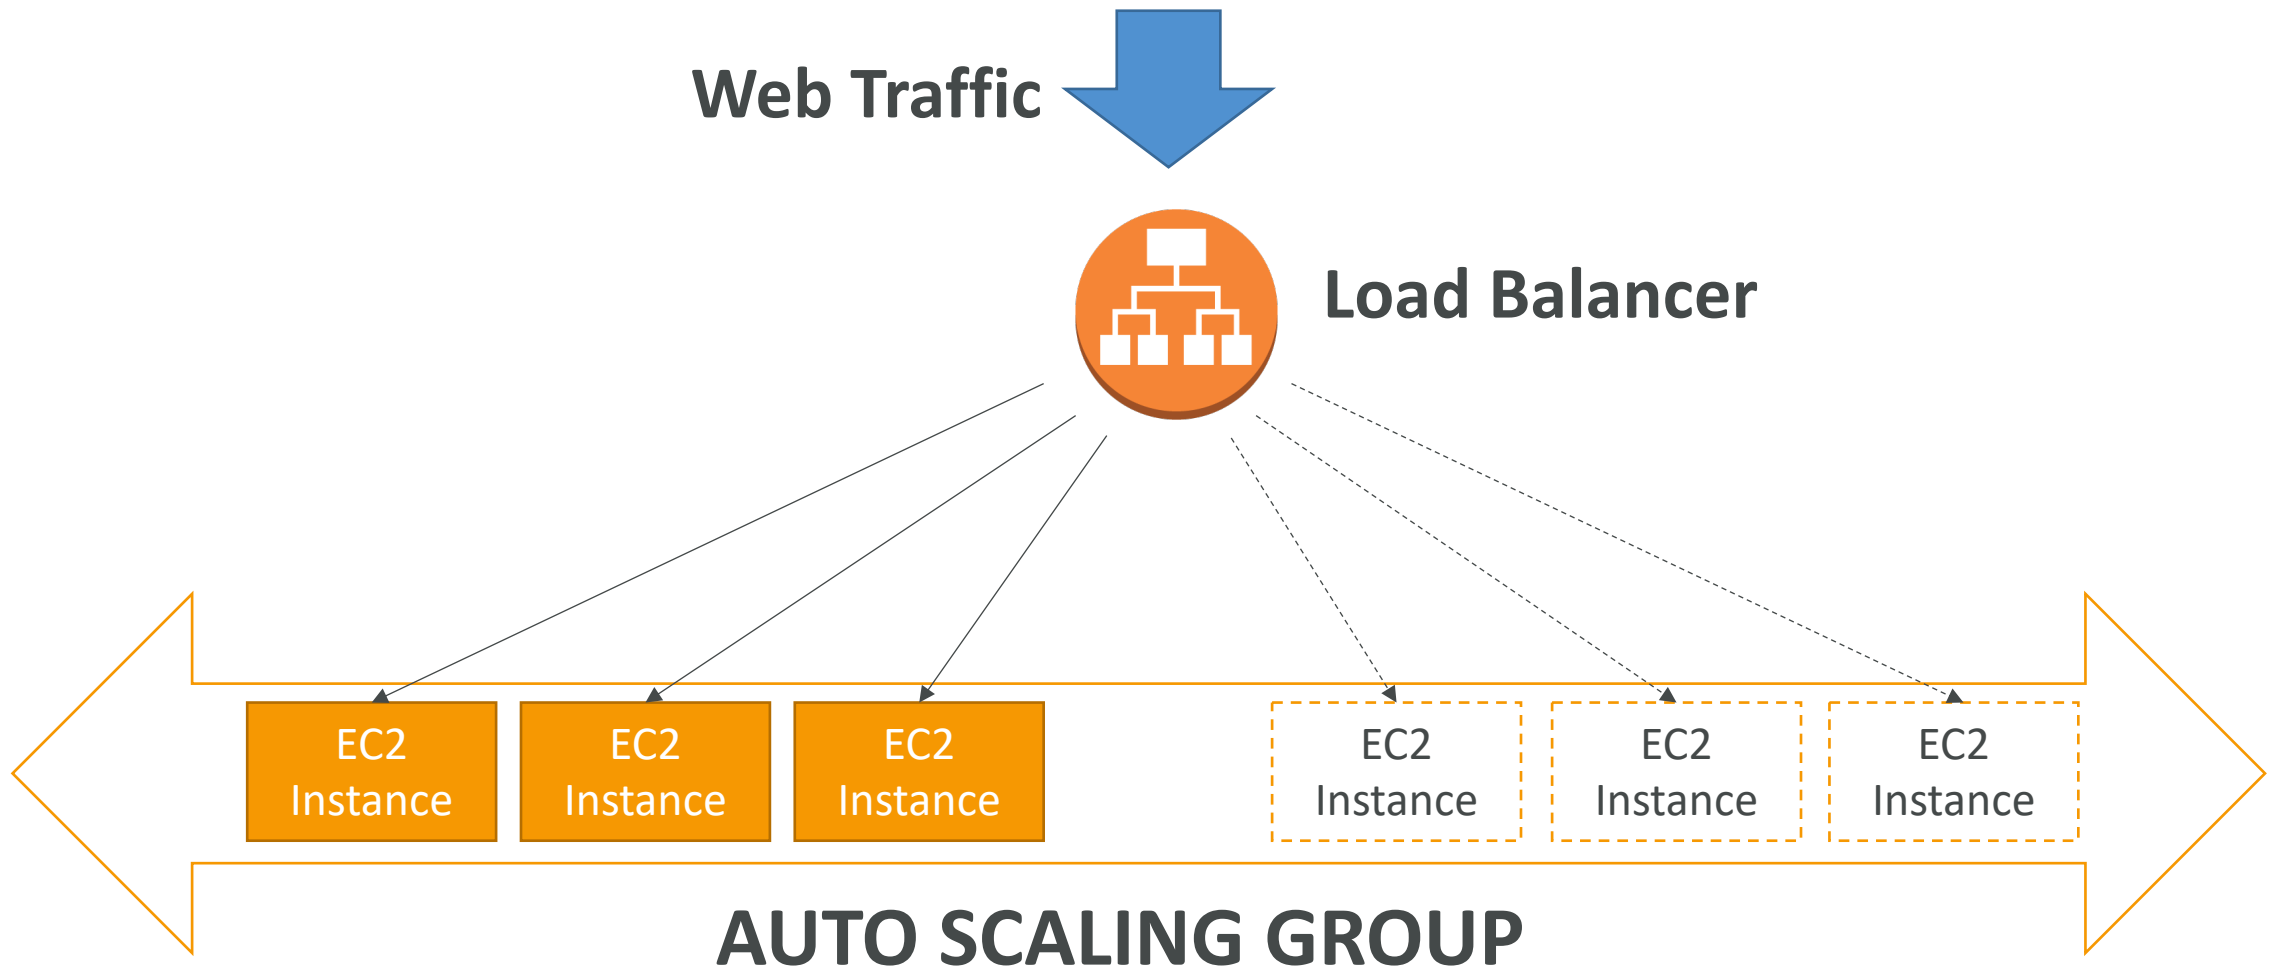 Web Traffic
Load Balancer
EC2
Instance
EC2
Instance
EC2
Instance
EC2
Instance
EC2
Instance
EC2
Instance
AUTO SCALING GROUP